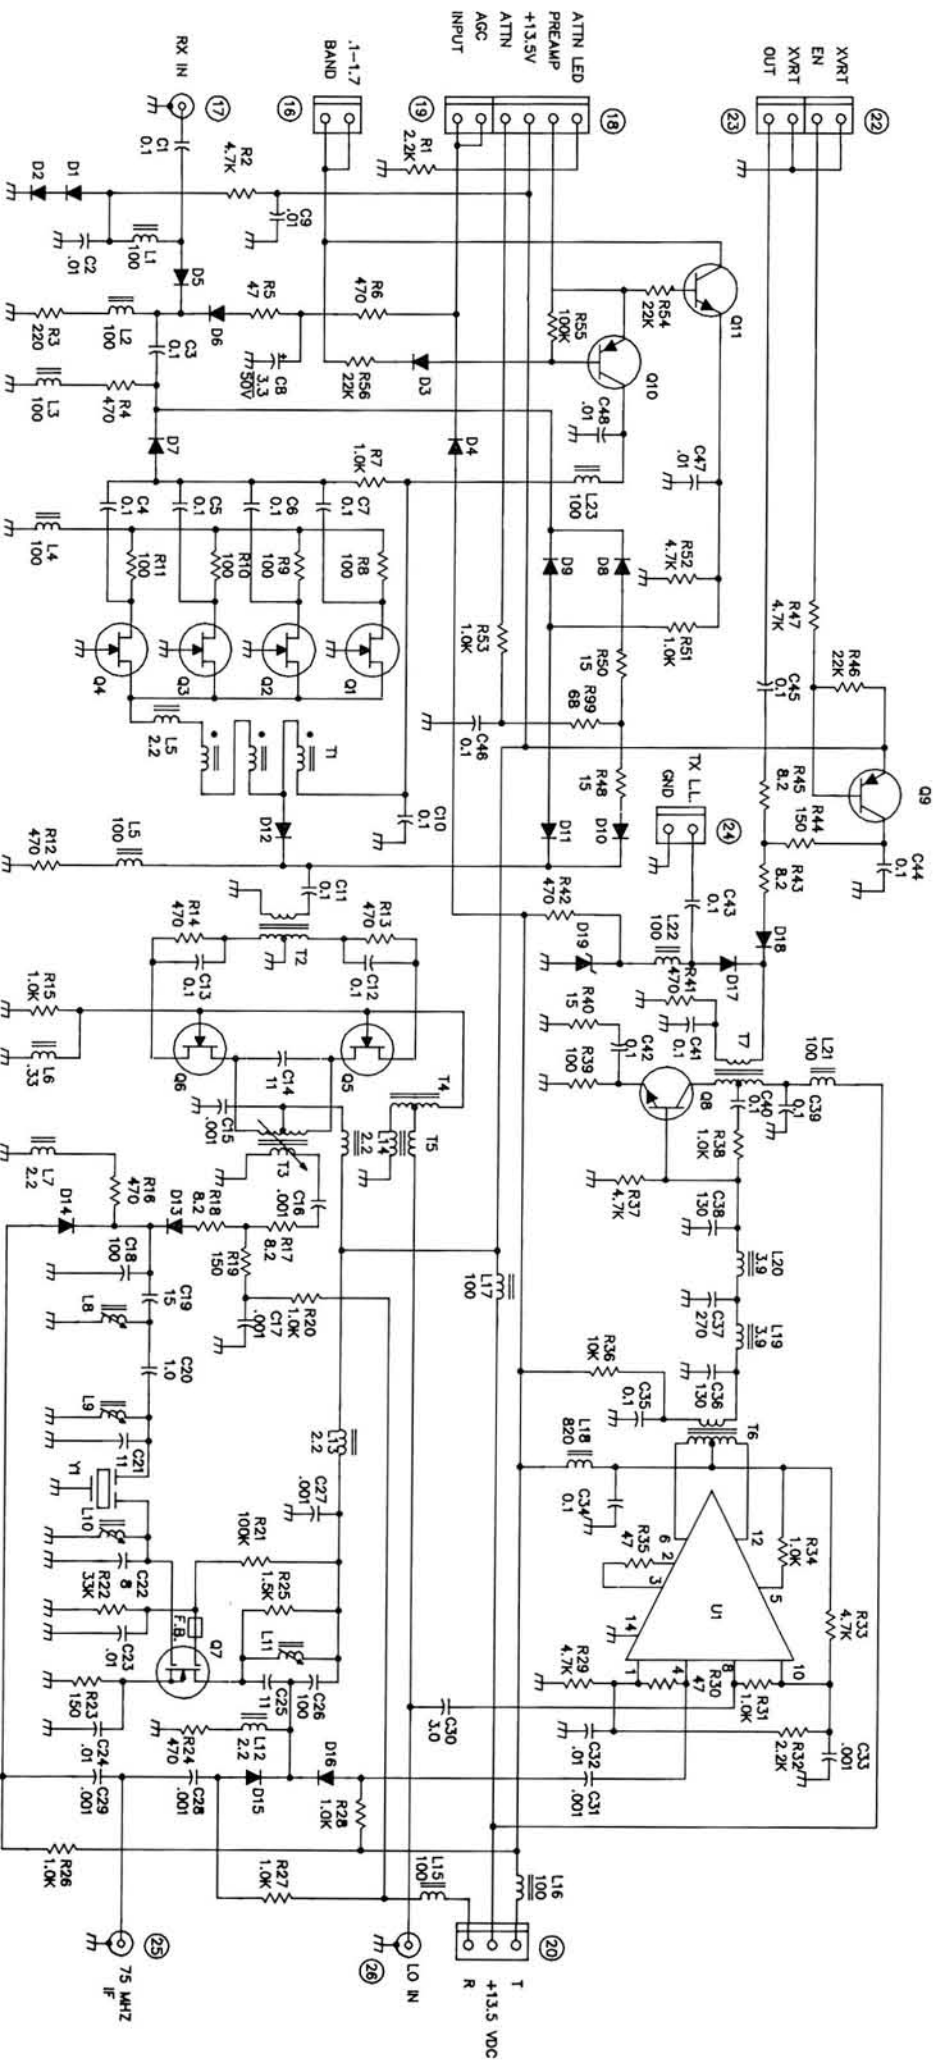 XVRT
EN
XVRT
OUT
22
23
ATTN LED
PREAMP
+13.5V
ATTN
AGC
INPUT
18
19
.1-1.7
BAND
16
RX IN
17
C1
0.1
R1
2.2K
R2
4.7K
C9
.01
D1
D2
L1
100
C2
.01
D5
D6
R5
47
R6
470
C8
3.3
50V
R56
22K
D3
R55
100K
R54
22K
Q11
Q10
C48
.01
C47
.01
L2
100
R3
220
C3
0.1
R4
470
L3
100
D7
D4
R7
1.0K
L23
100
C7
0.1
C6
0.1
C5
0.1
C4
0.1
R8
100
R9
100
R10
100
R11
100
L4
100
Q1
Q2
Q3
Q4
L5
2.2
T1
D9
D8
R52
4.7K
R51
1.0K
R53
1.0K
R50
15
R99
68
C46
0.1
R48
15
D11
D10
C10
0.1
D12
L5
100
R12
470
R47
4.7K
R46
22K
C45
0.1
R45
8.2
R44
150
Q9
C44
0.1
R43
8.2
D18
TX L.L.
GND
24
C43
0.1
D17
R42
470
L22
100
D19
R41
470
C41
0.1
T7
R40
15
C42
0.1
R39
100
Q8
L21
100
C39
0.1
C40
0.1
R38
1.0K
R37
4.7K
C38
130
L20
3.9
C37
270
L19
3.9
C36
130
R36
10K
C35
0.1
T6
L18
820
C34
0.1
C11
0.1
T2
R14
470
R13
470
C13
0.1
C12
0.1
R15
1.0K
L6
.33
Q6
Q5
C14
11
C15
.001
T3
T4
T5
L14
2.2
C16
.001
L7
2.2
R16
470
D14
D13
R18
8.2
R17
8.2
R19
150
R20
1.0K
C17
.001
L17
100
C18
100
C19
15
L8
C20
1.0
L9
C21
11
Y1
L10
C22
8
R22
33K
C23
.01
F.B.
Q7
L13
2.2
C27
.001
R21
100K
R25
1.5K
L11
C25
11
C26
100
R23
150
C24
.01
R24
470
L12
2.2
C29
.001
C28
.001
D15
D16
R28
1.0K
R26
1.0K
R27
1.0K
L15
100
L16
100
C30
3.0
12
6
2
3
5
14
U1
1
4
8
10
R35
47
R34
1.0K
R33
4.7K
R29
4.7K
R30
47
R31
1.0K
R32
2.2K
C33
.001
C32
.01
C31
.001
20
T
+13.5 VDC
R
LO IN
26
25
75 MHZ
IF